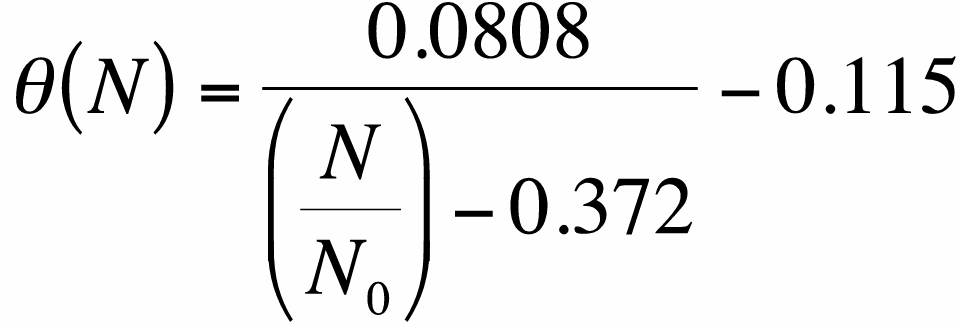 θ(N) = 0.0808 / ((N / N₀) − 0.372) − 0.115